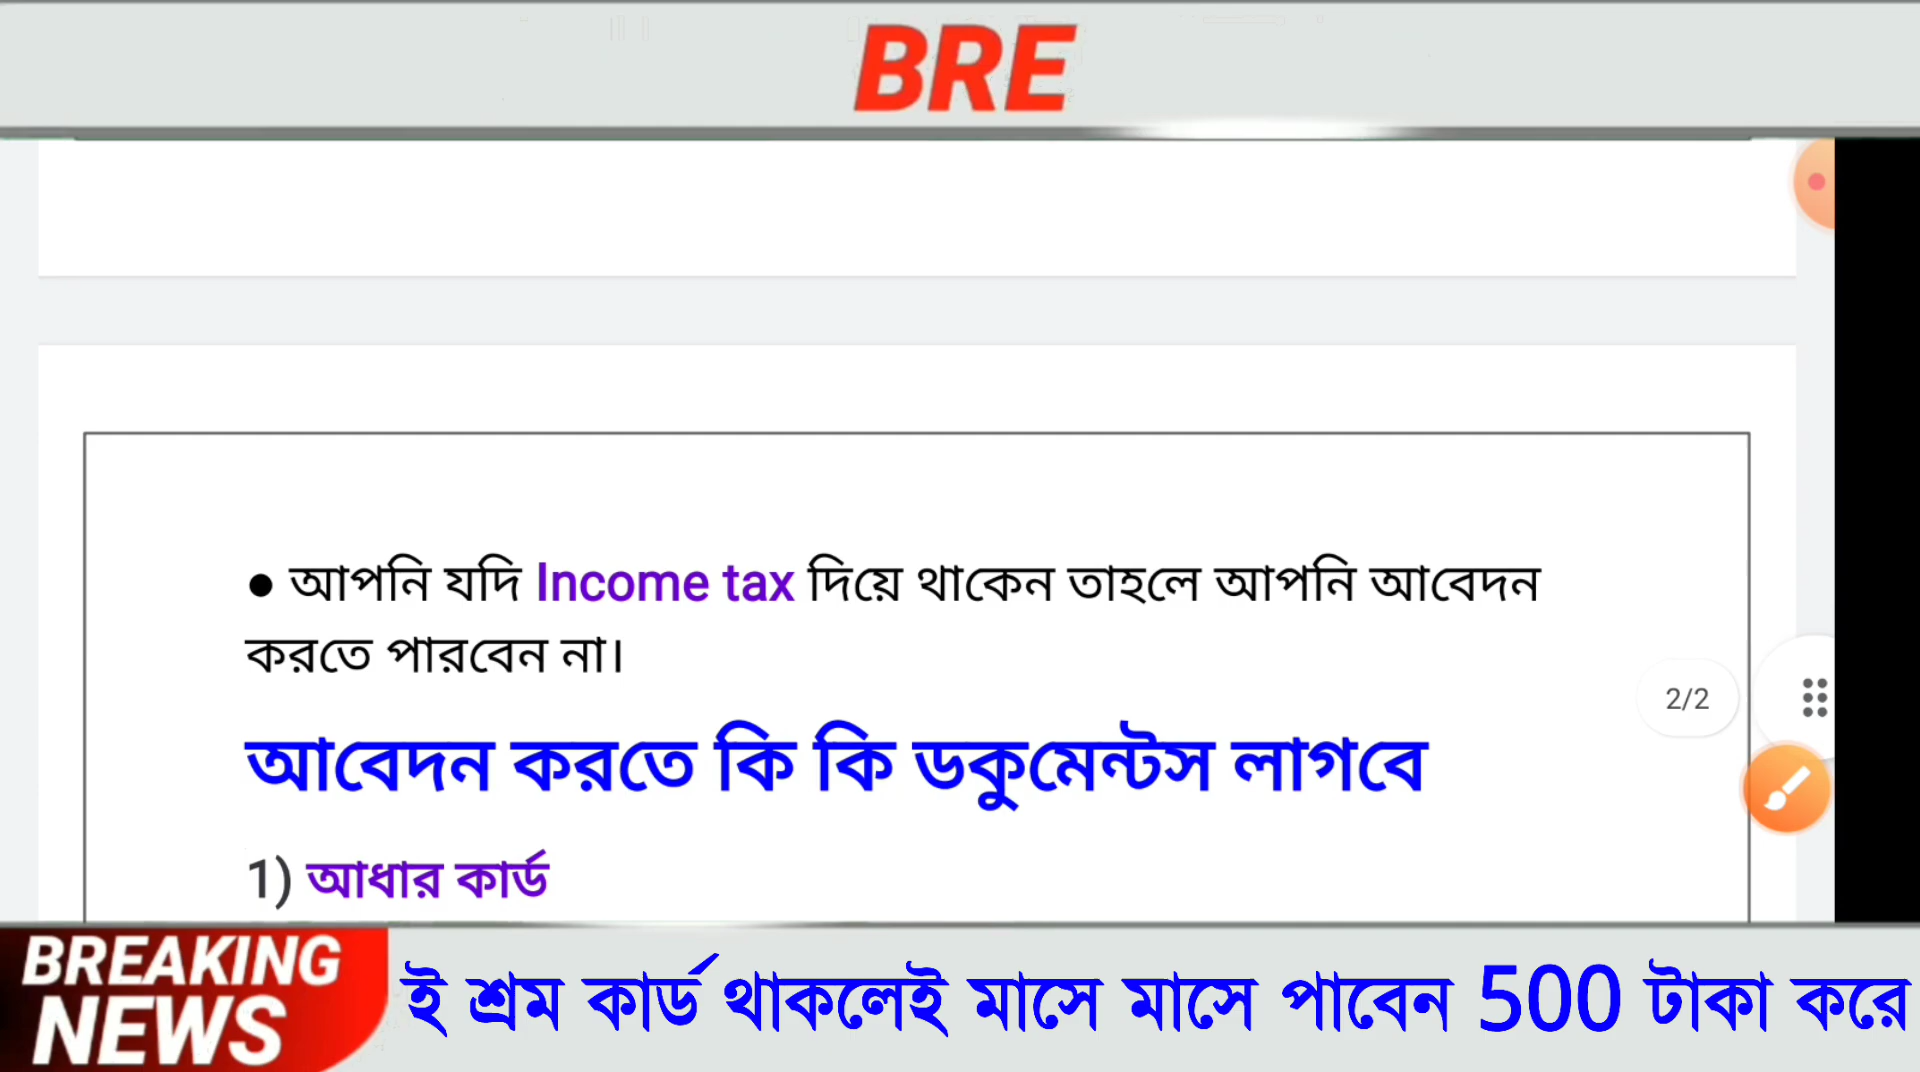 BRE
● আপনি যদি Income tax দিয়ে থাকেন তাহলে আপনি আবেদন
করতে পারবেন না।
2/2
আবেদন করতে কি কি ডকুমেন্টস লাগবে
1) আধার কার্ড
BREAKING
NEWS
ই শ্রম কার্ড থাকলেই মাসে মাসে পাবেন 500 টাকা করে